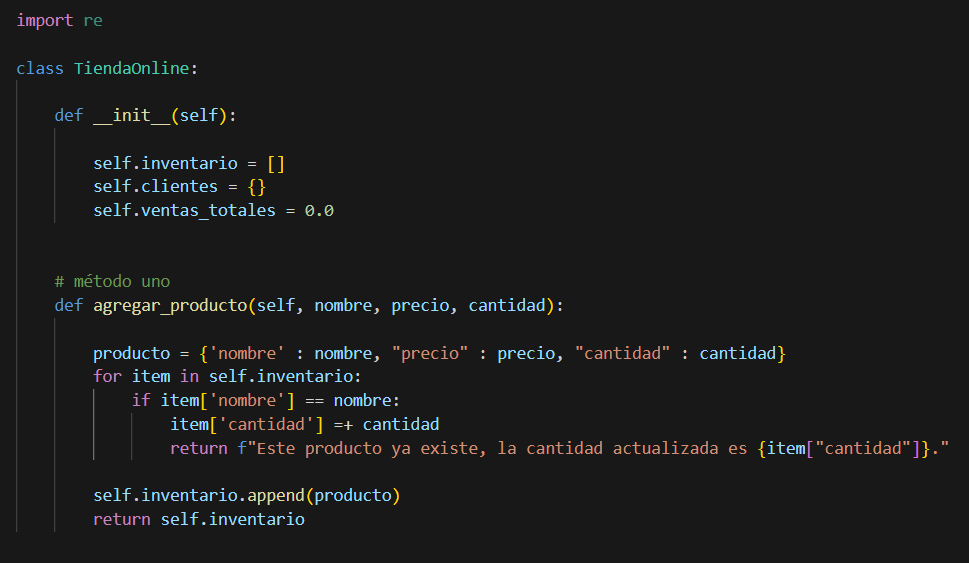 import re
class TiendaOnline:
def __init__(self):
self.inventario = []
self.clientes = {}
self.ventas_totales = 0.0
# método uno
def agregar_producto(self, nombre, precio, cantidad):
producto = {'nombre' : nombre, "precio" : precio, "cantidad" : cantidad}
for item in self.inventario:
if item['nombre'] == nombre:
item['cantidad'] =+ cantidad
return f"Este producto ya existe, la cantidad actualizada es {item["cantidad"]}."
self.inventario.append(producto)
return self.inventario